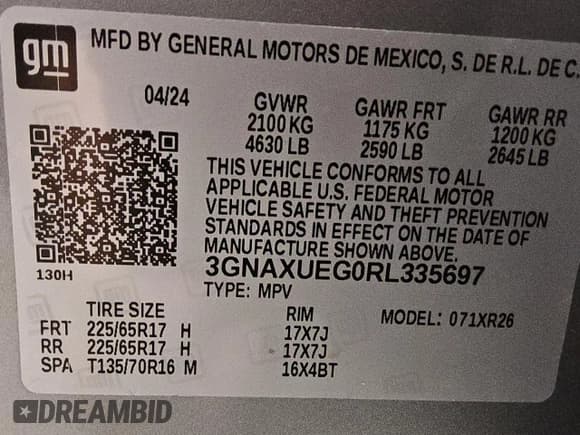 gm
MFD BY GENERAL MOTORS DE MEXICO, S. DE R.L. DE C.
04/24
GVWR GAWR FRT GAWR RR
2100 KG 1175 KG 1200 KG
4630 LB 2590 LB 2645 LB
THIS VEHICLE CONFORMS TO ALL
APPLICABLE U.S. FEDERAL MOTOR
VEHICLE SAFETY AND THEFT PREVENTION
STANDARDS IN EFFECT ON THE DATE OF
MANUFACTURE SHOWN ABOVE.
130H
3GNAXUEG0RL335697
TYPE: MPV
TIRE SIZE RIM MODEL: 071XR26
FRT 225/65R17 H 17X7J
RR 225/65R17 H 17X7J
SPA T135/70R16 M 16X4BT
DREAMBID